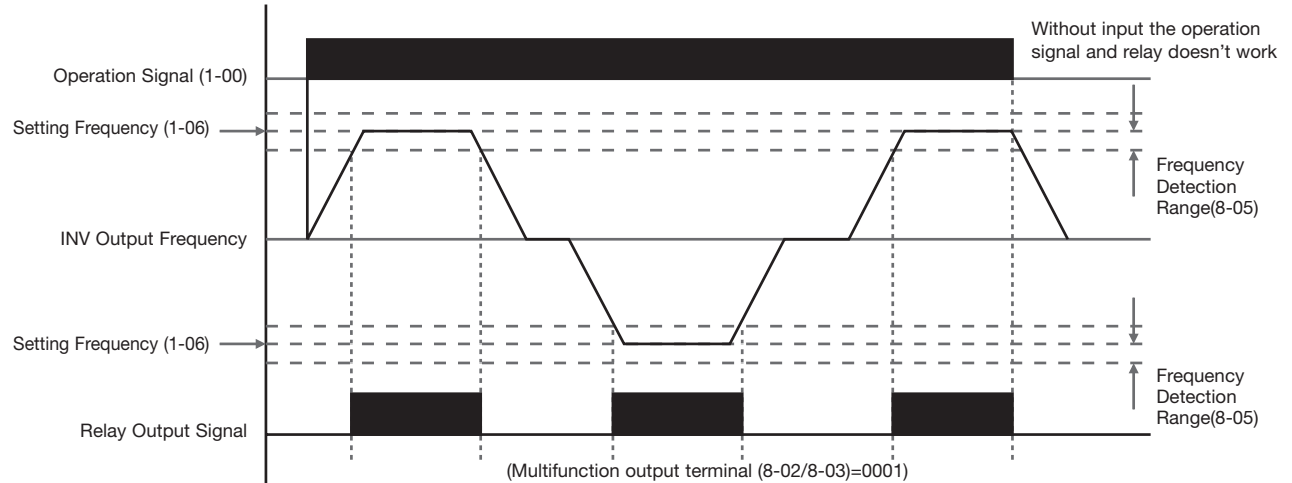 Without input the operation
signal and relay doesn't work
Operation Signal (1-00)
Setting Frequency (1-06)
Frequency
Detection
Range(8-05)
INV Output Frequency
Setting Frequency (1-06)
Frequency
Detection
Range(8-05)
Relay Output Signal
(Multifunction output terminal (8-02/8-03)=0001)